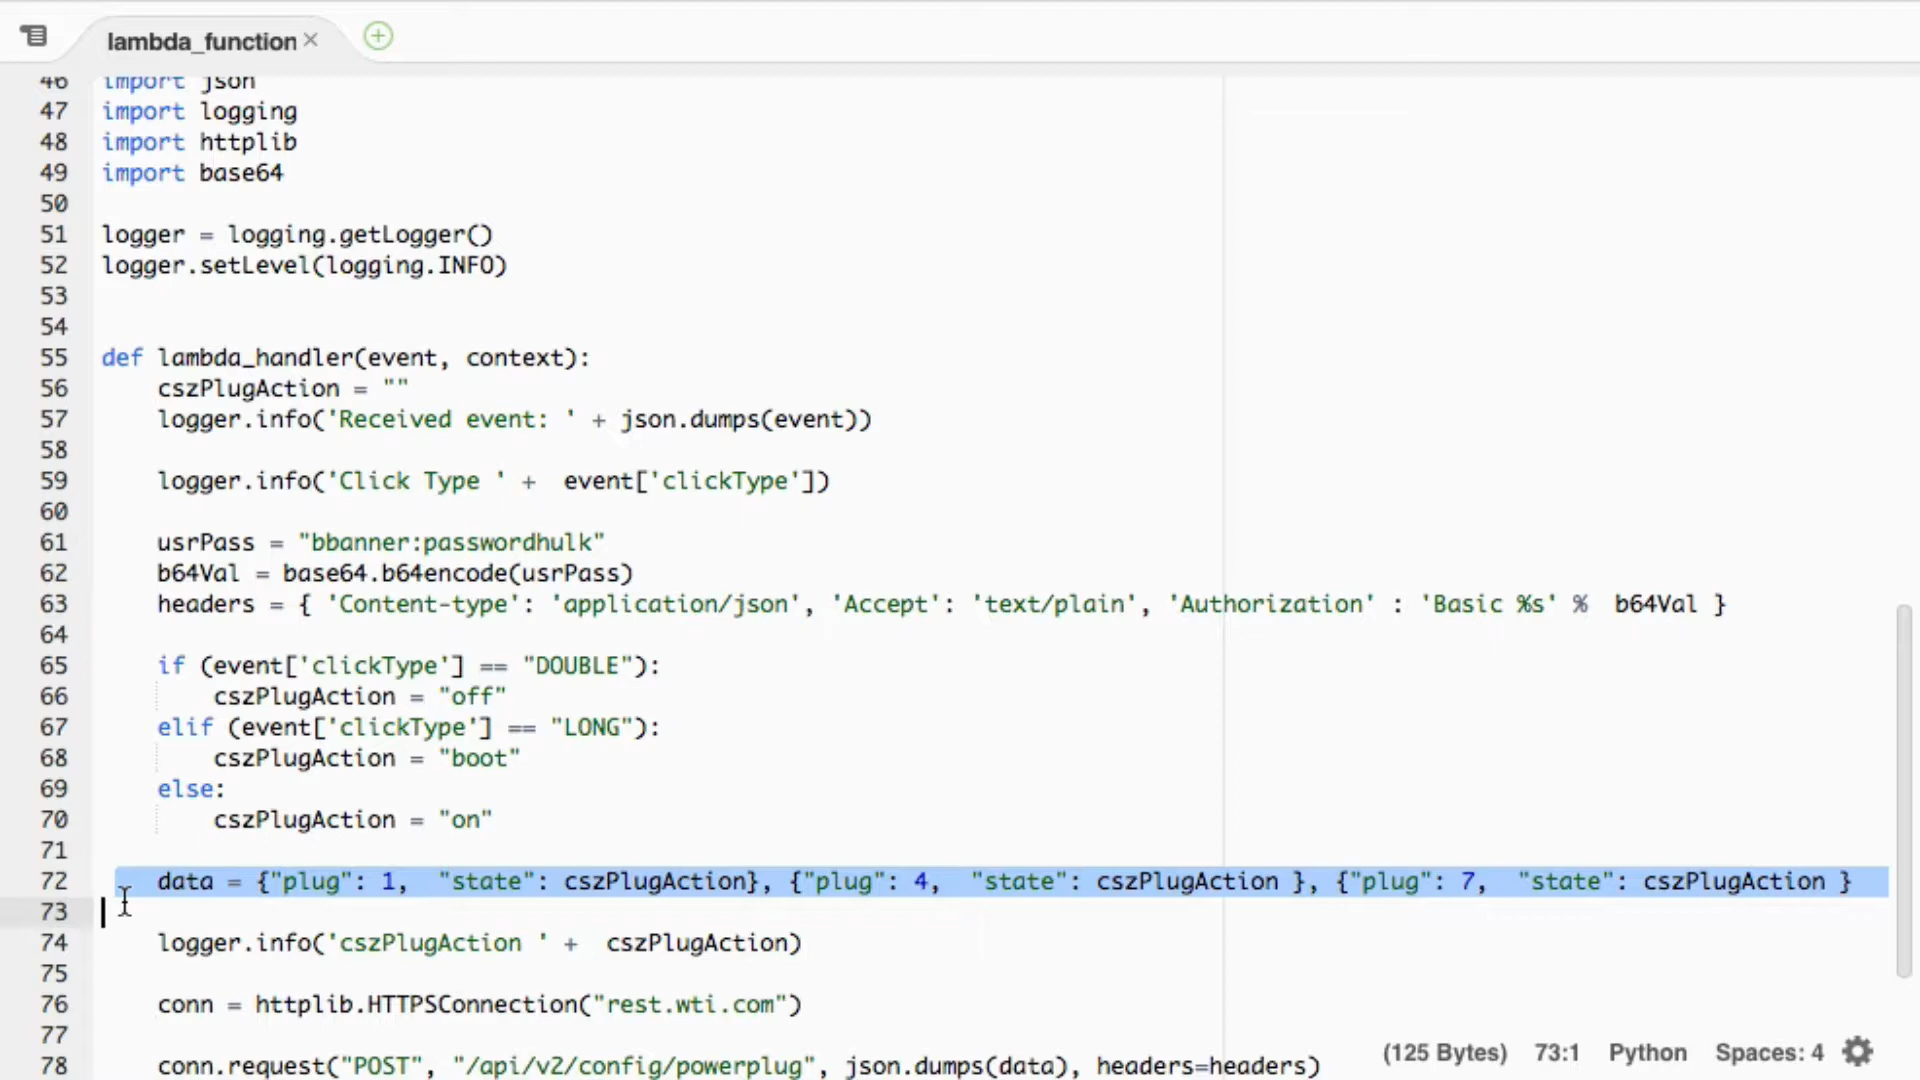 lambda_function ×
46 import json
47 import logging
48 import httplib
49 import base64
50
51 logger = logging.getLogger()
52 logger.setLevel(logging.INFO)
53
54
55 def lambda_handler(event, context):
56     cszPlugAction = ""
57     logger.info('Received event: ' + json.dumps(event))
58
59     logger.info('Click Type ' +  event['clickType'])
60
61     usrPass = "bbanner:passwordhulk"
62     b64Val = base64.b64encode(usrPass)
63     headers = { 'Content-type': 'application/json', 'Accept': 'text/plain', 'Authorization' : 'Basic %s' %  b64Val }
64
65     if (event['clickType'] == "DOUBLE"):
66         cszPlugAction = "off"
67     elif (event['clickType'] == "LONG"):
68         cszPlugAction = "boot"
69     else:
70         cszPlugAction = "on"
71
72     data = {"plug": 1,  "state": cszPlugAction}, {"plug": 4,  "state": cszPlugAction }, {"plug": 7,  "state": cszPlugAction }
73
74     logger.info('cszPlugAction ' +  cszPlugAction)
75
76     conn = httplib.HTTPSConnection("rest.wti.com")
77
78     conn.request("POST", "/api/v2/config/powerplug", json.dumps(data), headers=headers)
(125 Bytes) 73:1 Python Spaces: 4